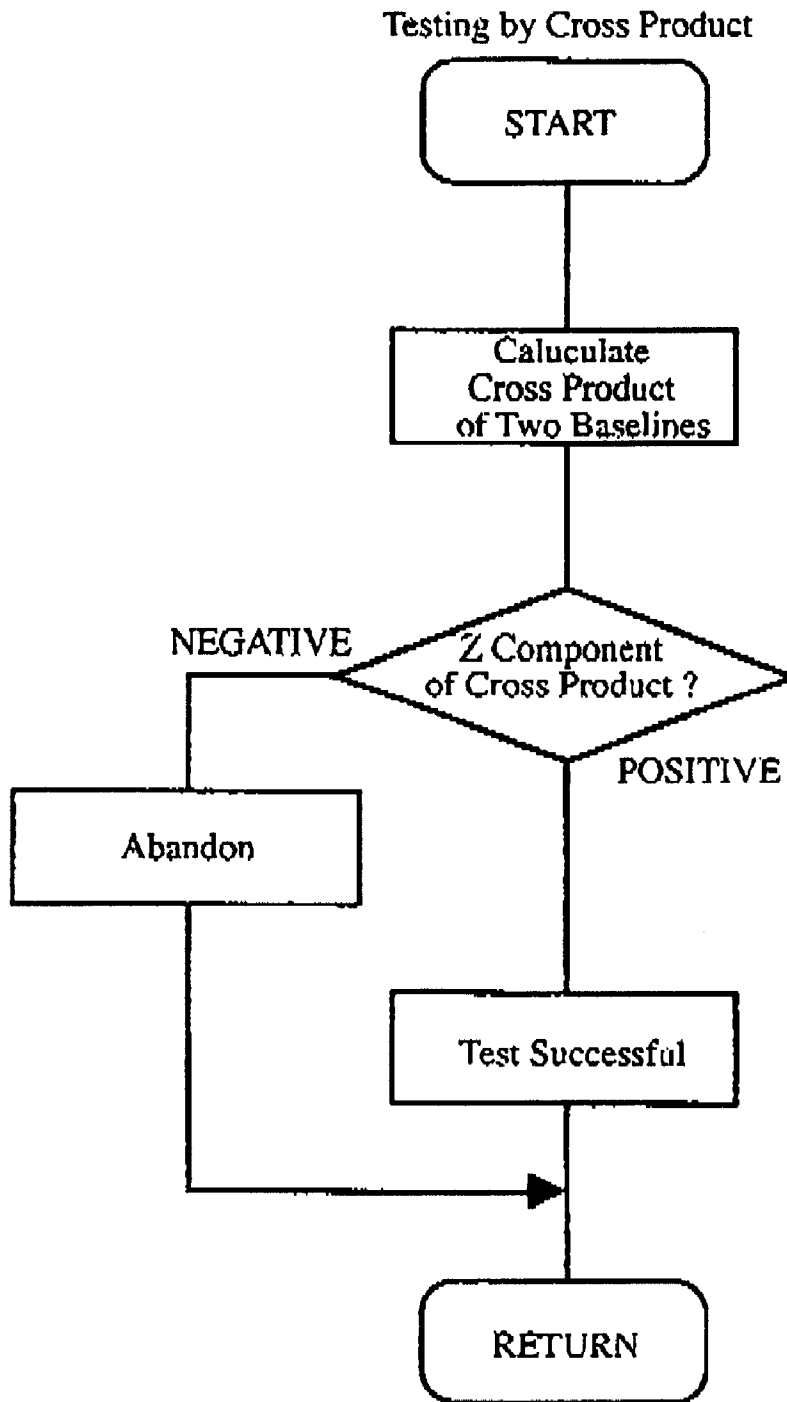 Testing by Cross Product
START
Caluculate
Cross Product
of Two Baselines
NEGATIVE
Z Component
of Cross Product ?
POSITIVE
Abandon
Test Successful
RETURN